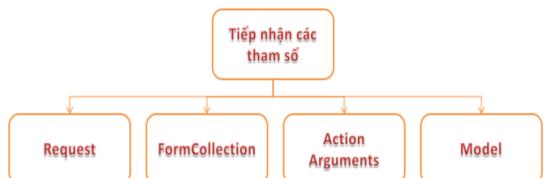 Tiếp nhận các
tham số
Request
FormCollection
Action
Arguments
Model